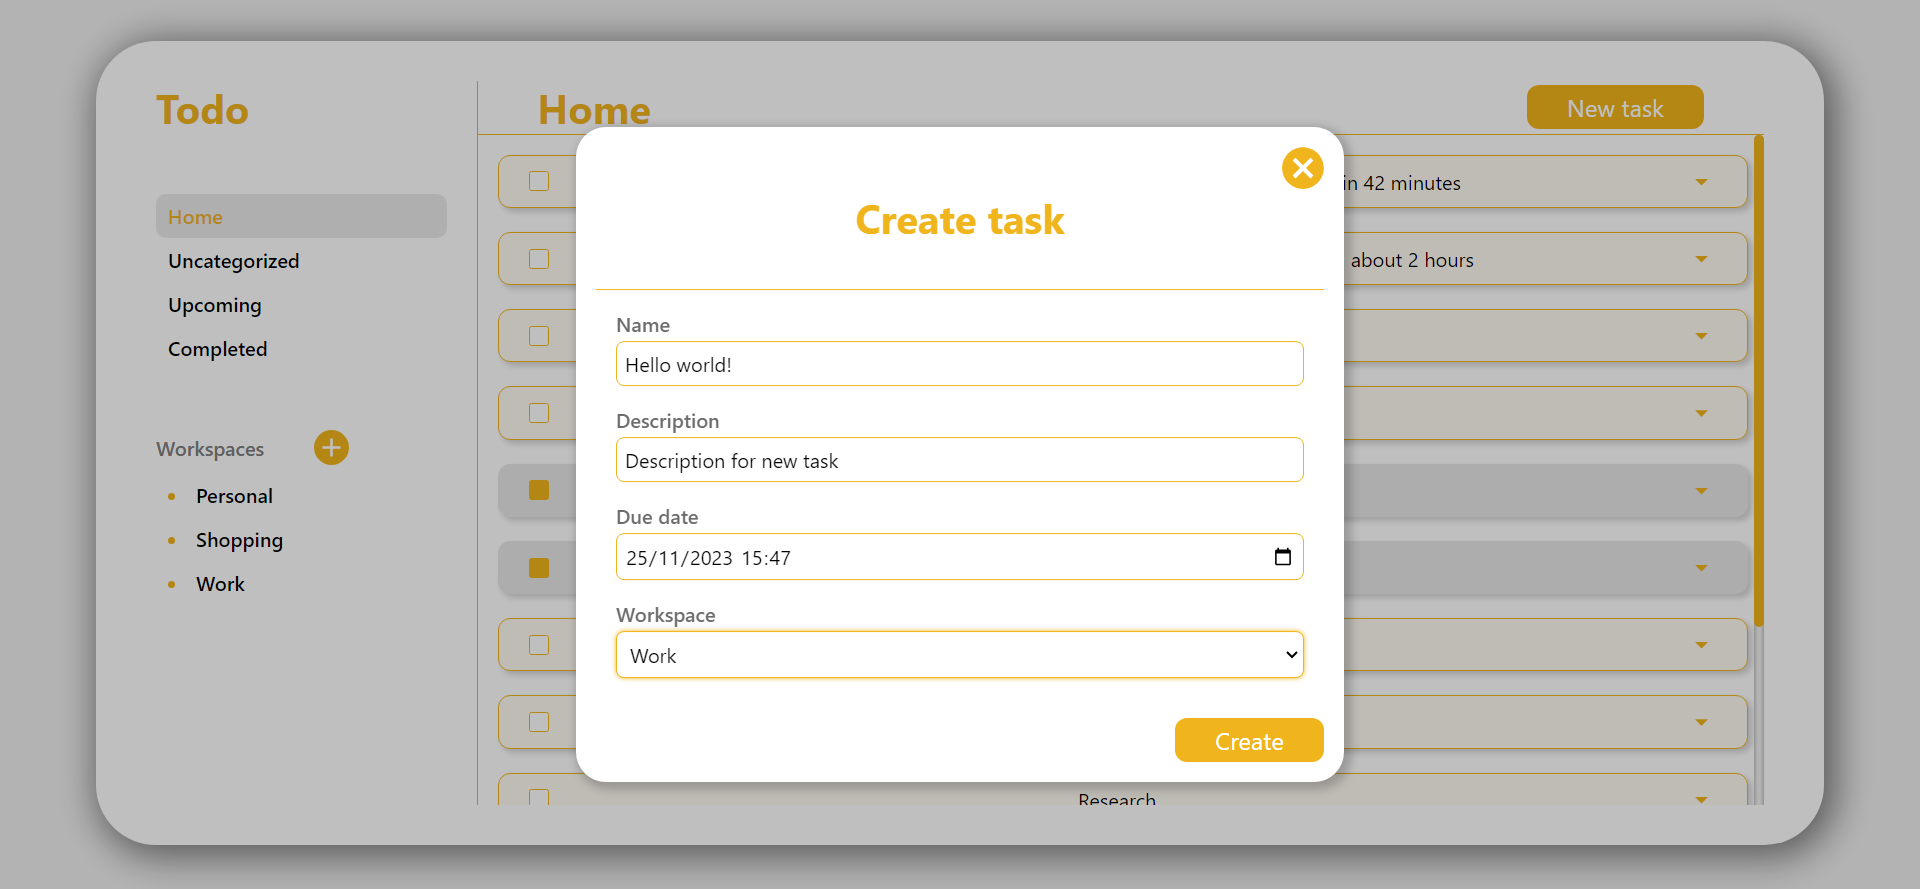 Todo
Home
New task
Home
Uncategorized
Upcoming
Completed
Workspaces
Personal
Shopping
Work
in 42 minutes
about 2 hours
Research
Create task
Name
Hello world!
Description
Description for new task
Due date
25/11/2023 15:47
Workspace
Work
Create